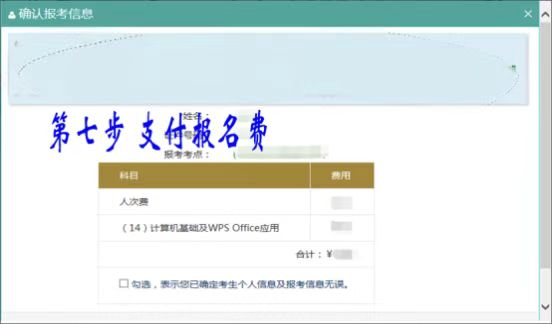 确认报考信息
姓名：
第七步 支付报名费
报考考点：
科目 费用
人次费
（14）计算机基础及WPS Office应用
合计：￥
勾选，表示您已确定考生个人信息及报考信息无误。